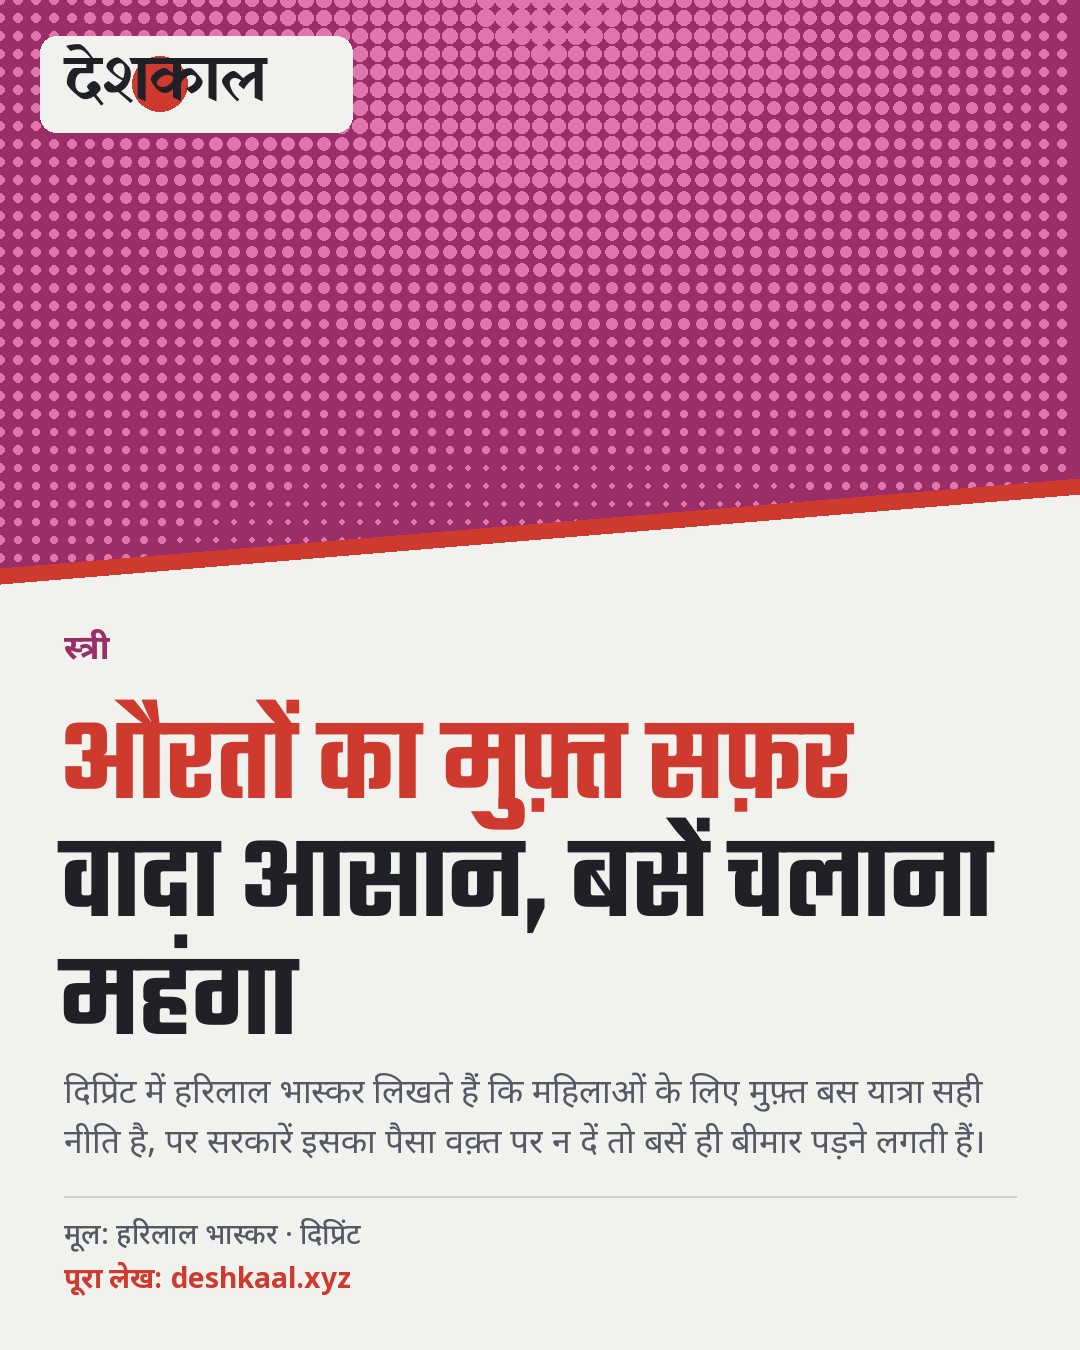 देशकाल
स्त्री
औरतों का मुफ़्त सफ़र
वादा आसान, बसें चलाना
महंगा
दिप्रिंट में हरिलाल भास्कर लिखते हैं कि महिलाओं के लिए मुफ़्त बस यात्रा सही
नीति है, पर सरकारें इसका पैसा वक़्त पर न दें तो बसें ही बीमार पड़ने लगती हैं।
मूल: हरिलाल भास्कर · दिप्रिंट
पूरा लेख: deshkaal.xyz